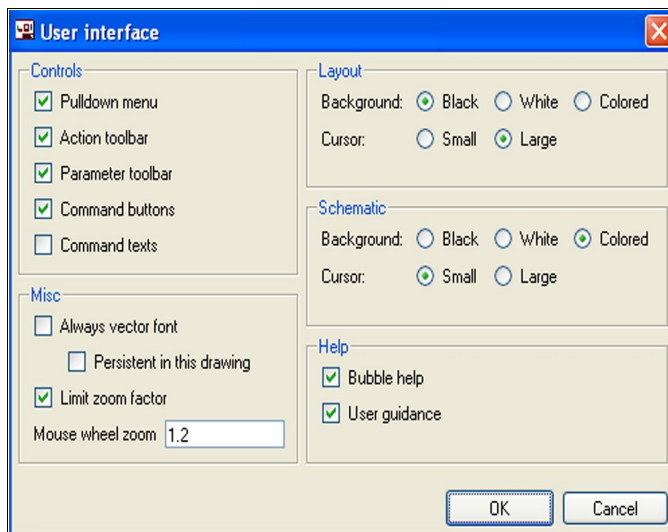 User interface
Controls
Pulldown menu
Action toolbar
Parameter toolbar
Command buttons
Command texts
Misc
Always vector font
Persistent in this drawing
Limit zoom factor
Mouse wheel zoom 1.2
Layout
Background: Black White Colored
Cursor: Small Large
Schematic
Background: Black White Colored
Cursor: Small Large
Help
Bubble help
User guidance
OK Cancel